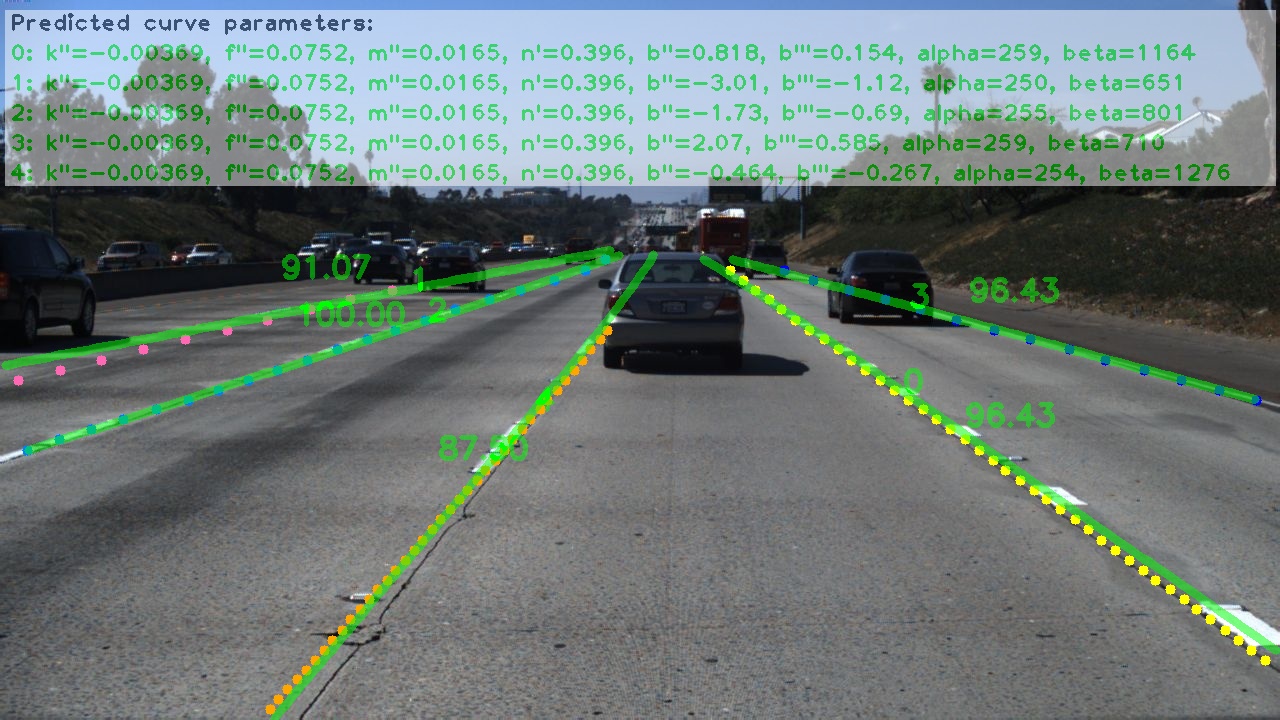 Predicted curve parameters:
0: k''=-0.00369, f''=0.0752, m''=0.0165, n'=0.396, b''=0.818, b'''=0.154, alpha=259, beta=1164
1: k''=-0.00369, f''=0.0752, m''=0.0165, n'=0.396, b''=-3.01, b'''=-1.12, alpha=250, beta=651
2: k''=-0.00369, f''=0.0752, m''=0.0165, n'=0.396, b''=-1.73, b'''=-0.69, alpha=255, beta=801
3: k''=-0.00369, f''=0.0752, m''=0.0165, n'=0.396, b''=2.07, b'''=0.585, alpha=259, beta=710
4: k''=-0.00369, f''=0.0752, m''=0.0165, n'=0.396, b''=-0.464, b'''=-0.267, alpha=254, beta=1276
91.07 1
3 96.43
100.00 2
0
96.43